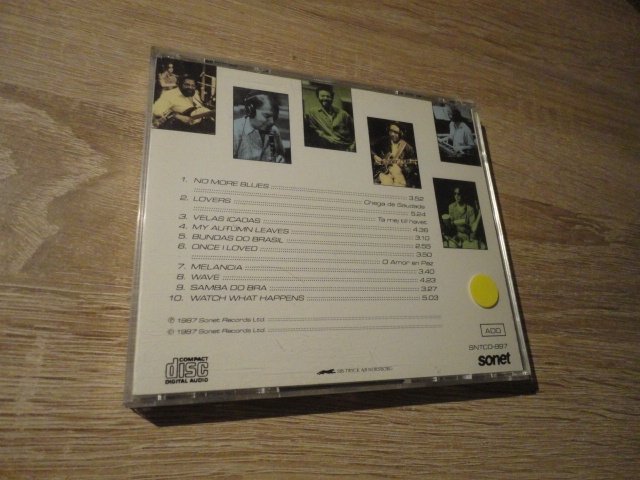 1. NO MORE BLUES 3.52
Chega de Saudade
2. LOVERS 5.24
Ta mej til havet
3. VELAS ICADAS 4.36
4. MY AUTUMN LEAVES 3.10
5. BUNDAS DO BRASIL 2.55
6. ONCE I LOVED 3.50
O Amor en Paz
7. MELANCIA 3.40
8. WAVE 4.23
9. SAMBA DO BRA 3.27
10. WATCH WHAT HAPPENS 5.03
℗ 1987 Sonet Records Ltd.
© 1987 Sonet Records Ltd.
ADD
SNTCD-997
sonet
COMPACT
disc
DIGITAL AUDIO